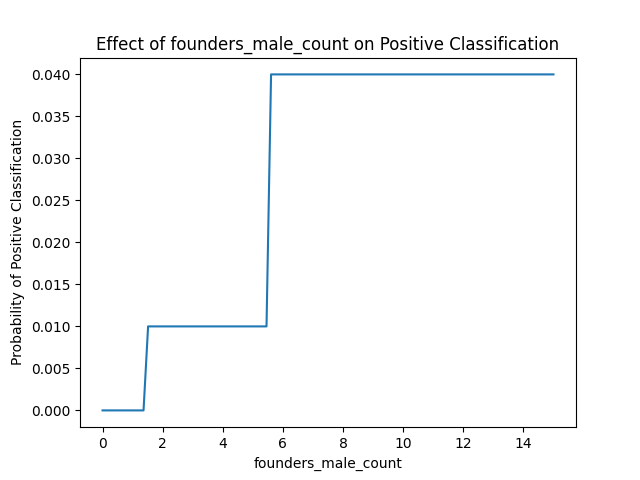 Effect of founders_male_count on Positive Classification
Probability of Positive Classification
0.040
0.035
0.030
0.025
0.020
0.015
0.010
0.005
0.000
0 2 4 6 8 10 12 14
founders_male_count